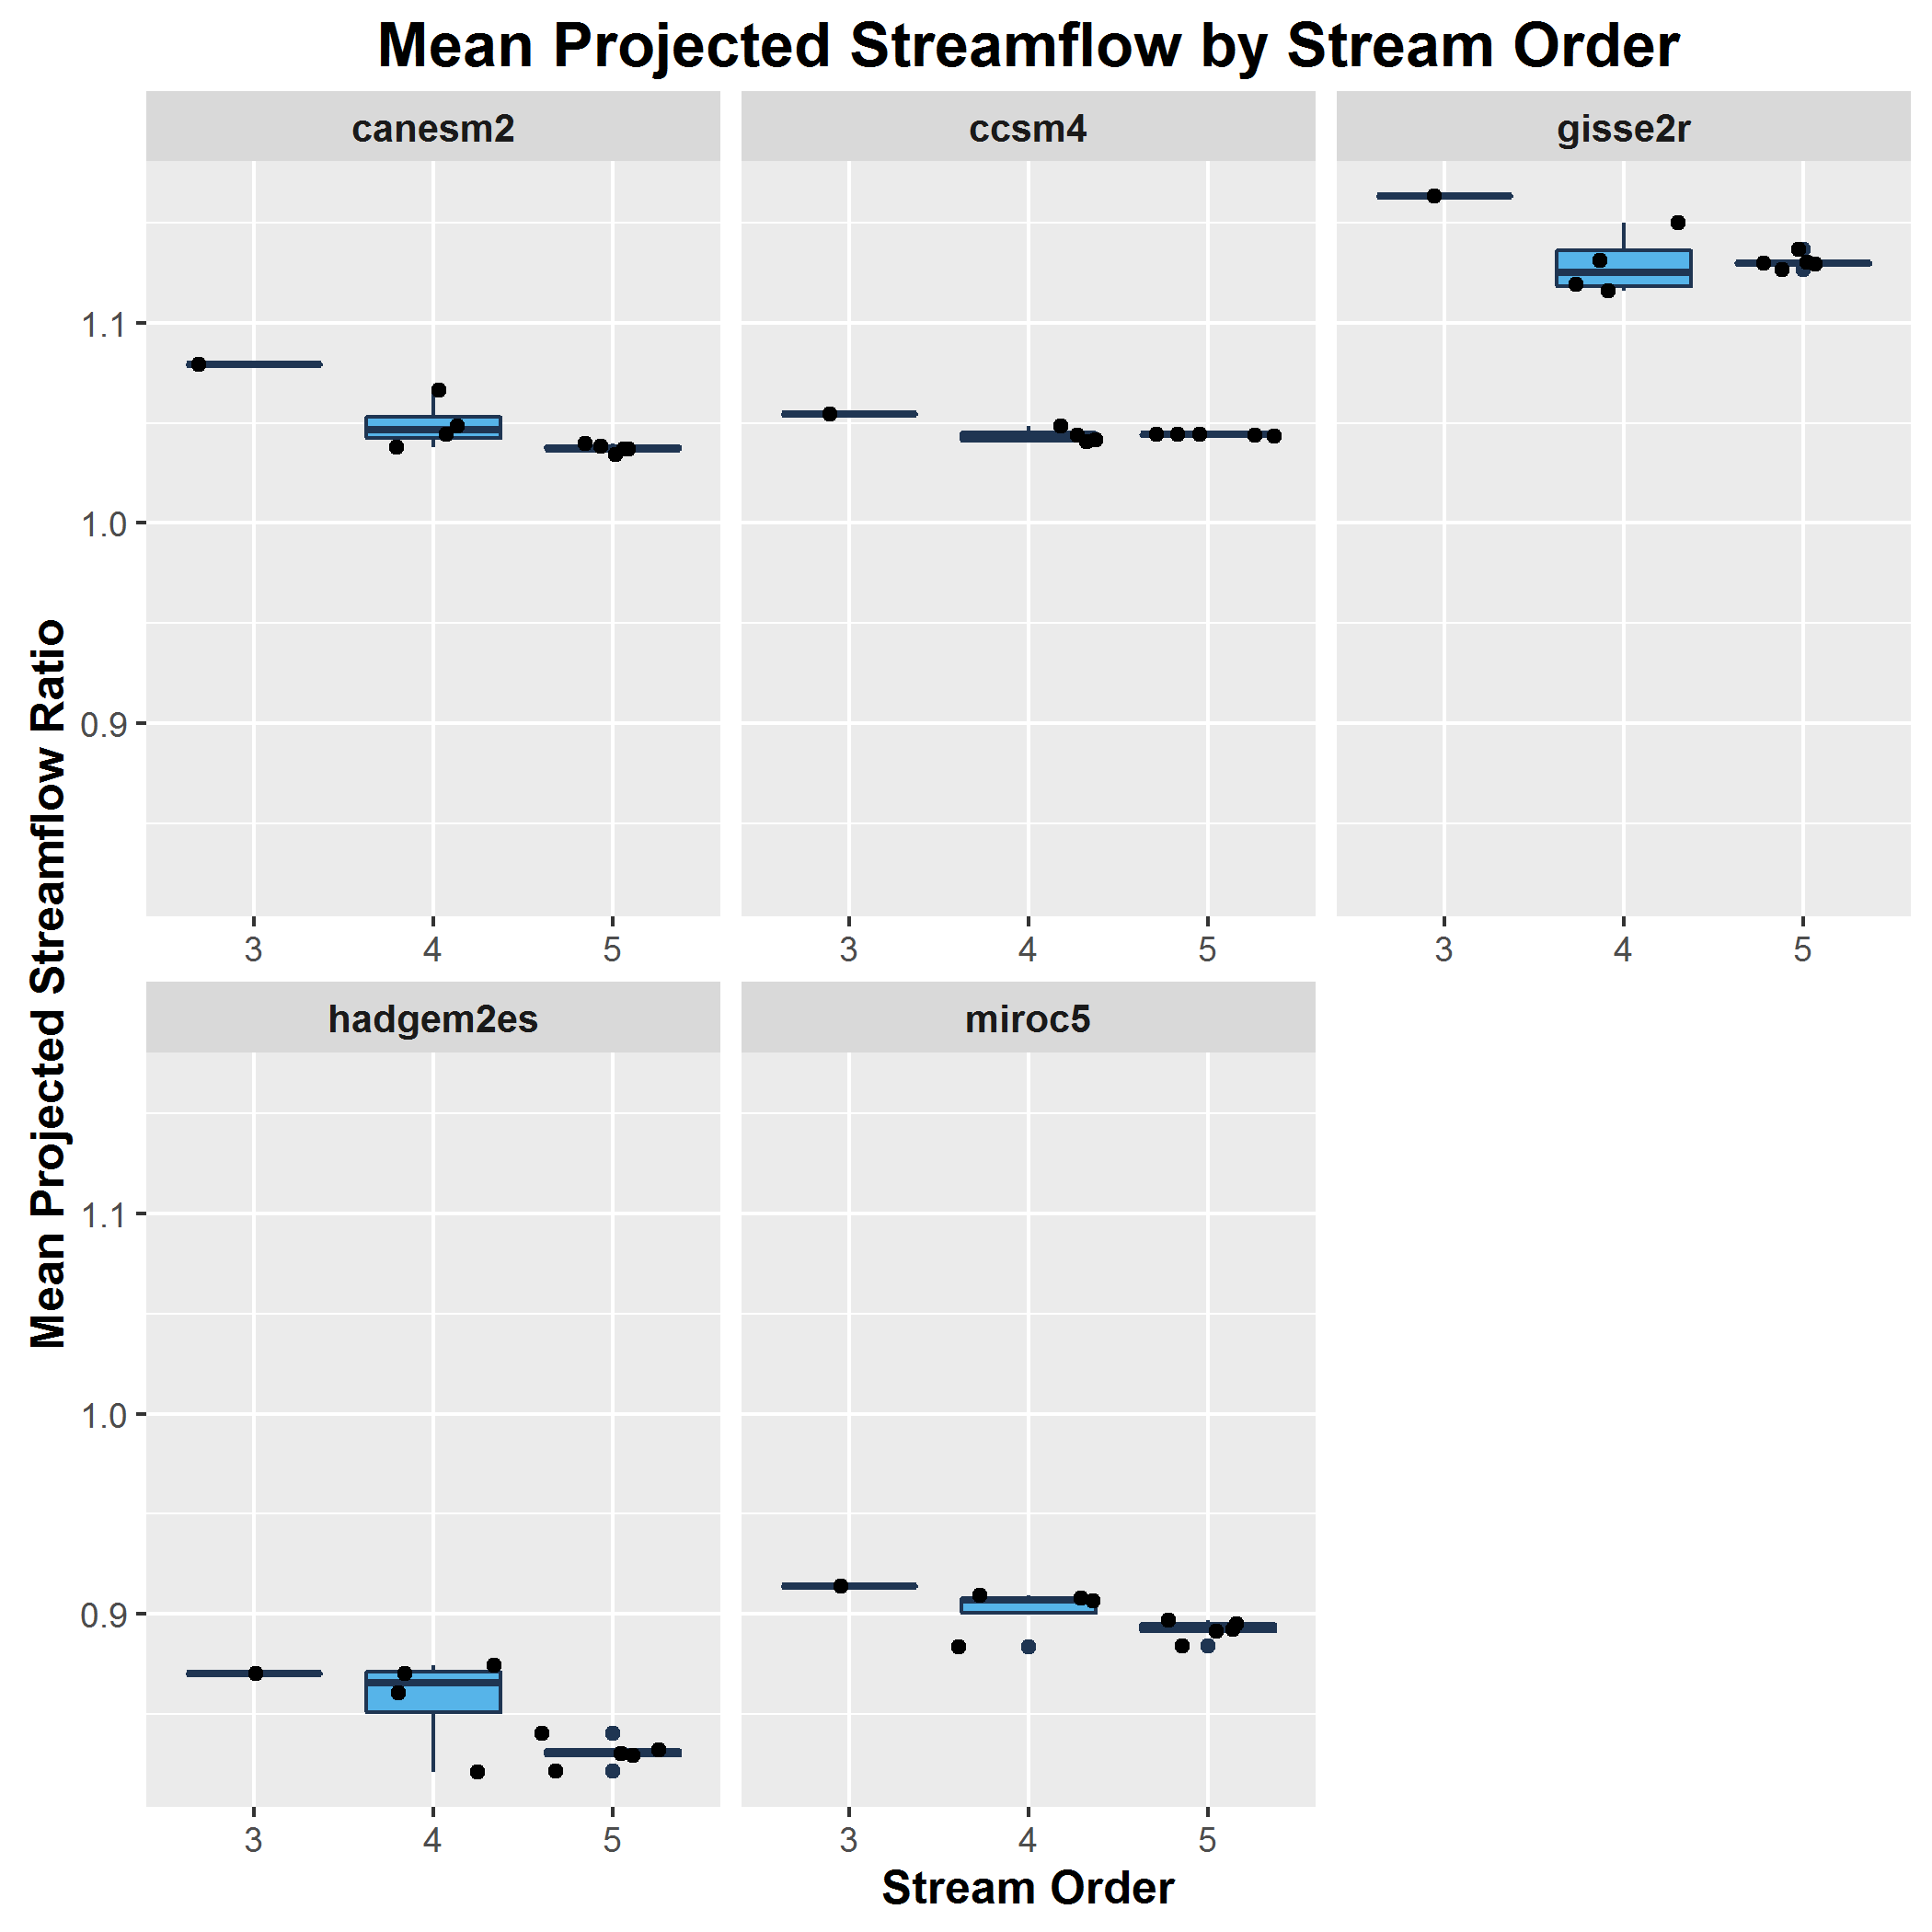 Mean Projected Streamflow by Stream Order
canesm2
ccsm4
gisse2r
1.1
1.0
0.9
3 4 5
3 4 5
3 4 5
Mean Projected Streamflow Ratio
hadgem2es
miroc5
1.1
1.0
0.9
3 4 5
3 4 5
Stream Order